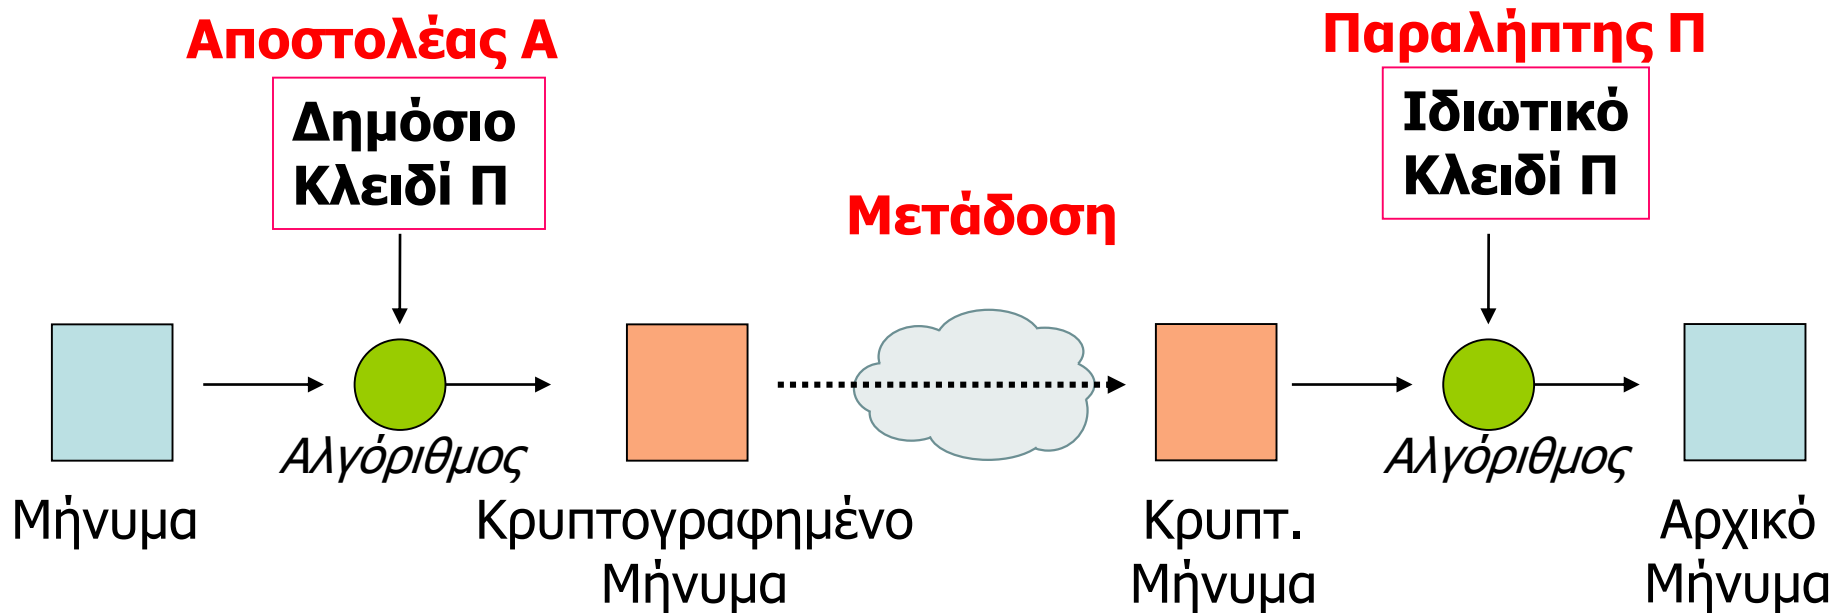 Αποστολέας Α
Παραλήπτης Π
Δημόσιο
Κλειδί Π
Ιδιωτικό
Κλειδί Π
Μετάδοση
Αλγόριθμος
Αλγόριθμος
Μήνυμα
Κρυπτογραφημένο
Μήνυμα
Κρυπτ.
Μήνυμα
Αρχικό
Μήνυμα